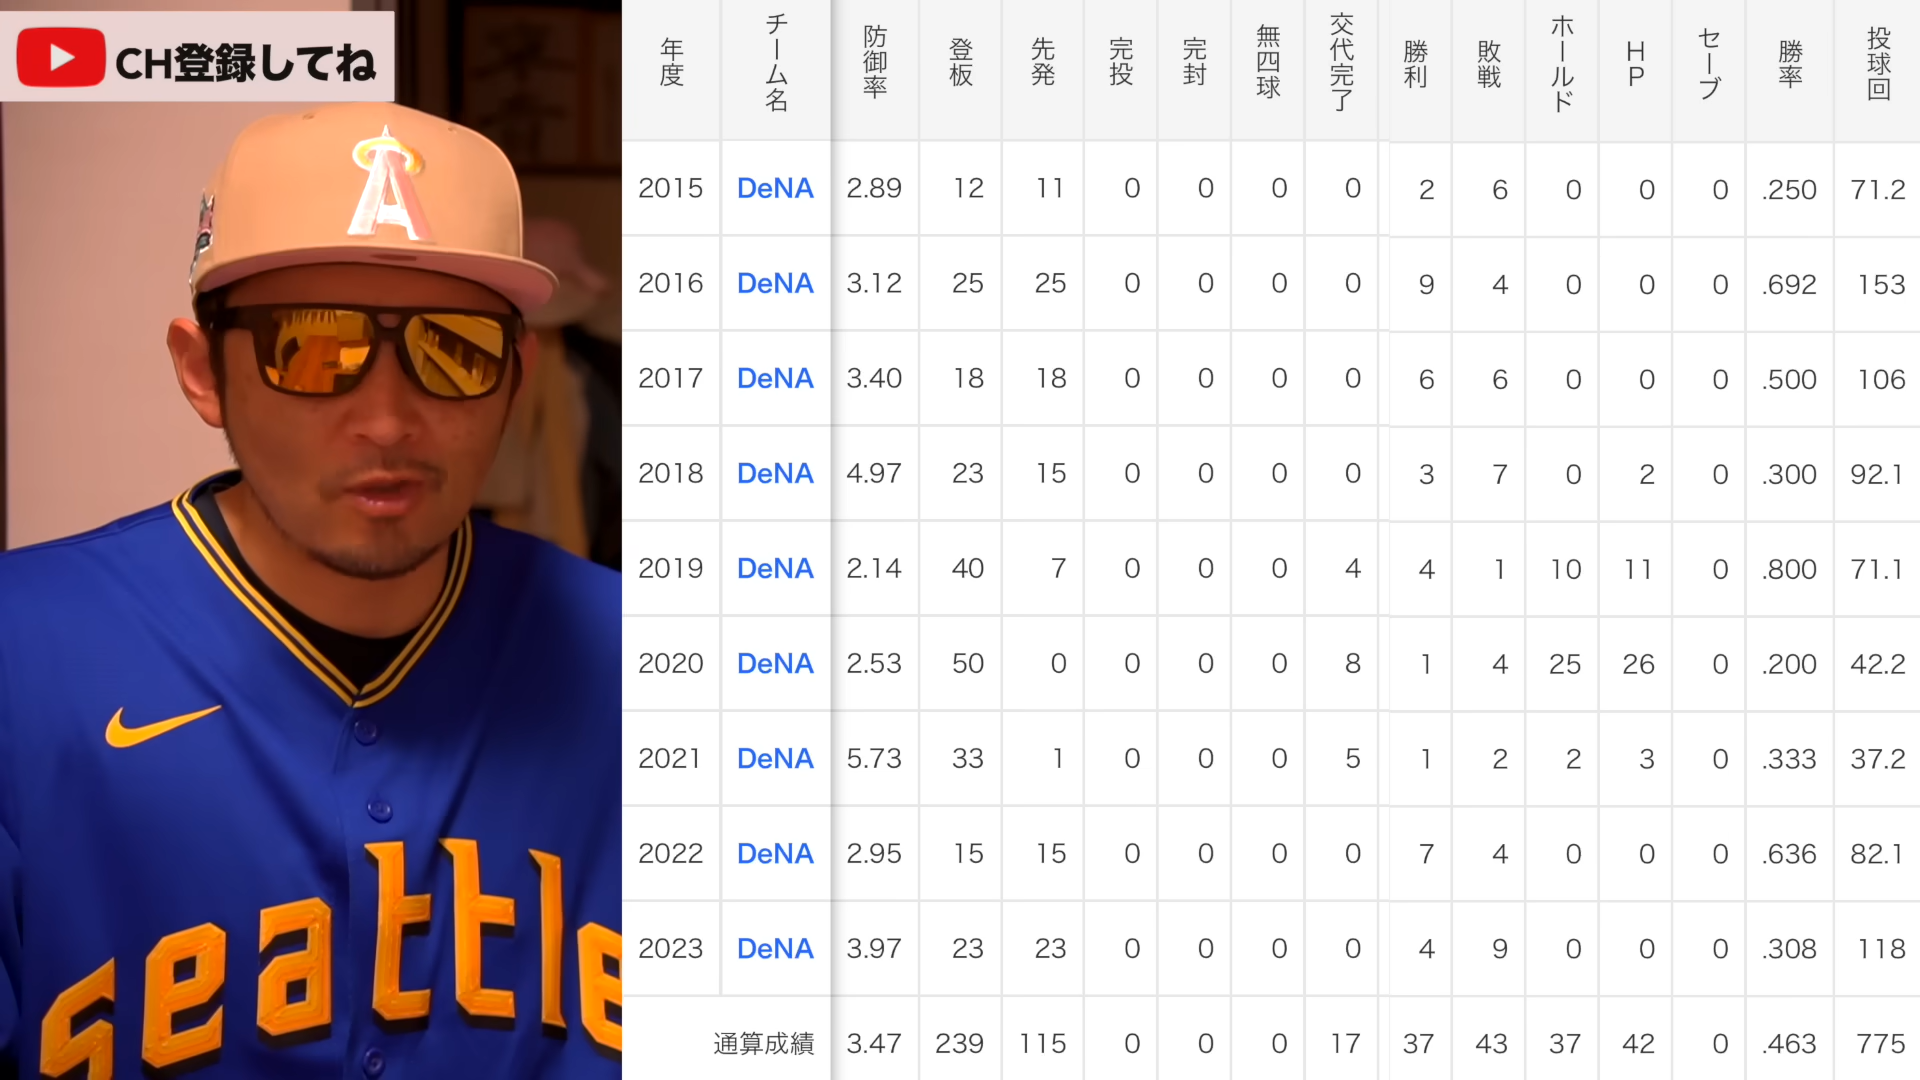 CH登録してね
A
seattle
年度 チーム名 防御率 登板 先発 完投 完封 無四球 交代完了 勝利 敗戦 ホールド HP セーブ 勝率 投球回
2015 DeNA 2.89 12 11 0 0 0 0 2 6 0 0 0 .250 71.2
2016 DeNA 3.12 25 25 0 0 0 0 9 4 0 0 0 .692 153
2017 DeNA 3.40 18 18 0 0 0 0 6 6 0 0 0 .500 106
2018 DeNA 4.97 23 15 0 0 0 0 3 7 0 2 0 .300 92.1
2019 DeNA 2.14 40 7 0 0 0 4 4 1 10 11 0 .800 71.1
2020 DeNA 2.53 50 0 0 0 0 8 1 4 25 26 0 .200 42.2
2021 DeNA 5.73 33 1 0 0 0 5 1 2 2 3 0 .333 37.2
2022 DeNA 2.95 15 15 0 0 0 0 7 4 0 0 0 .636 82.1
2023 DeNA 3.97 23 23 0 0 0 0 4 9 0 0 0 .308 118
通算成績 3.47 239 115 0 0 0 17 37 43 37 42 0 .463 775